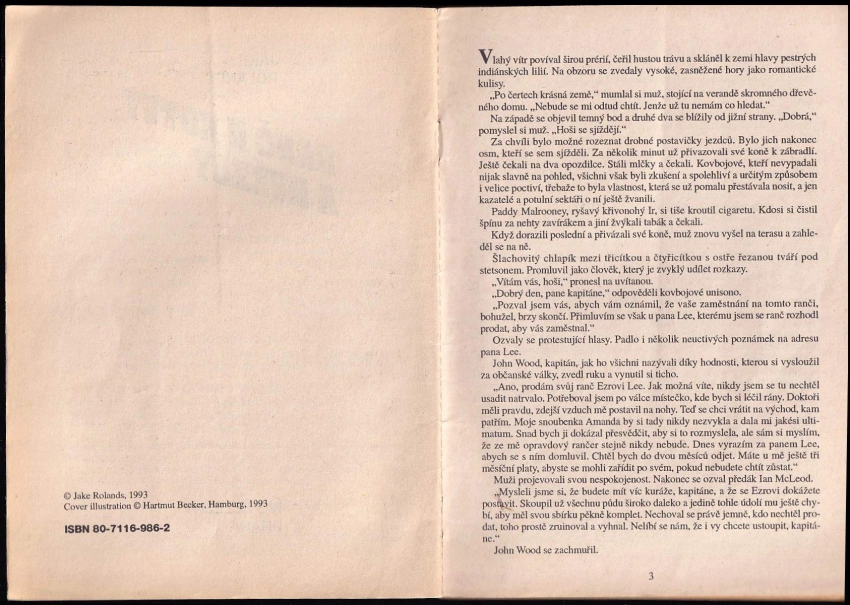 © Jake Rolands, 1993
Cover illustration © Hartmut Becker, Hamburg, 1993
ISBN 80-7116-986-2
Vlahý vítr povíval širou prérií, čeřil hustou trávu a skláněl k zemi hlavy pestrých
indiánských lilií. Na obzoru se zvedaly vysoké, zasněžené hory jako romantické
kulisy.
„Po čertech krásná země,“ mumlal si muž, stojící na verandě skromného dřevě-
ného domu. „Nebude se mi odtud chtít. Jenže už tu nemám co hledat.“
Na západě se objevil temný bod a druhé dva se blížily od jižní strany. „Dobrá,“
pomyslel si muž. „Hoši se sjíždějí.“
Za chvíli bylo možné rozeznat drobné postavičky jezdců. Bylo jich nakonec
osm, kteří se sem sjížděli. Za několik minut už přivazovali své koně k zábradlí.
Ještě čekali na dva opozdilce. Stáli mlčky a čekali. Kovbojové, kteří nevypadali
nijak slavně na pohled, všichni však byli zkušení a spolehliví a určitým způsobem
i velice poctiví, třebaže to byla vlastnost, která se už pomalu přestávala nosit, a jen
kazatelé a potulní sektáři o ní ještě žvanili.
Paddy Malrooney, ryšavý křivonohý Ir, si tiše kroutil cigaretu. Kdosi si čistil
špínu za nehty zavírákem a jiní žvýkali tabák a čekali.
Když dorazili poslední a přivázali své koně, muž znovu vyšel na terasu a zahle-
děl se na ně.
Šlachovitý chlapík mezi třicítkou a čtyřicítkou s ostře řezanou tváří pod
stetsonem. Promluvil jako člověk, který je zvyklý udílet rozkazy.
„Vítám vás, hoši,“ pronesl na uvítanou.
„Dobrý den, pane kapitáne,“ odpověděli kovbojové unisono.
„Pozval jsem vás, abych vám oznámil, že vaše zaměstnání na tomto ranči,
bohužel, brzy skončí. Přimluvím se však u pana Lee, kterému jsem se ranč rozhodl
prodat, aby vás zaměstnal.“
Ozvaly se protestující hlasy. Padlo i několik neuctivých poznámek na adresu
pana Lee.
John Wood, kapitán, jak ho všichni nazývali díky hodnosti, kterou si vysloužil
za občanské války, zvedl ruku a vynutil si ticho.
„Ano, prodám svůj ranč Ezrovi Lee. Jak možná víte, nikdy jsem se tu nechtěl
usadit natrvalo. Potřeboval jsem po válce místečko, kde bych si léčil rány. Doktoři
měli pravdu, zdejší vzduch mě postavil na nohy. Teď se chci vrátit na východ, kam
patřím. Moje snoubenka Amanda by si tady nikdy nezvykla a dala mi jakési ulti-
matum. Snad bych ji dokázal přesvědčit, aby si to rozmyslela, ale sám si myslím,
že ze mě opravdový rančer stejně nikdy nebude. Dnes vyrazím za panem Lee,
abych se s ním domluvil. Chtěl bych do dvou měsíců odjet. Máte u mě ještě tři
měsíční platy, abyste se mohli zařídit po svém, pokud nebudete chtít zůstat.“
Muži projevovali svou nespokojenost. Nakonec se ozval předák Ian McLeod.
„Mysleli jsme si, že budete mít víc kuráže, kapitáne, a že se Ezrovi dokážete
postavit. Skoupil už všechnu půdu široko daleko a jedině tohle údolí mu ještě chy-
bí, aby měl svou sbírku pěkně komplet. Nechoval se právě jemně, kdo nechtěl pro-
dat, toho prostě zruinoval a vyhnal. Nelíbí se nám, že i vy chcete ustoupit, kapitá-
ne.“
John Wood se zachmuřil.
3